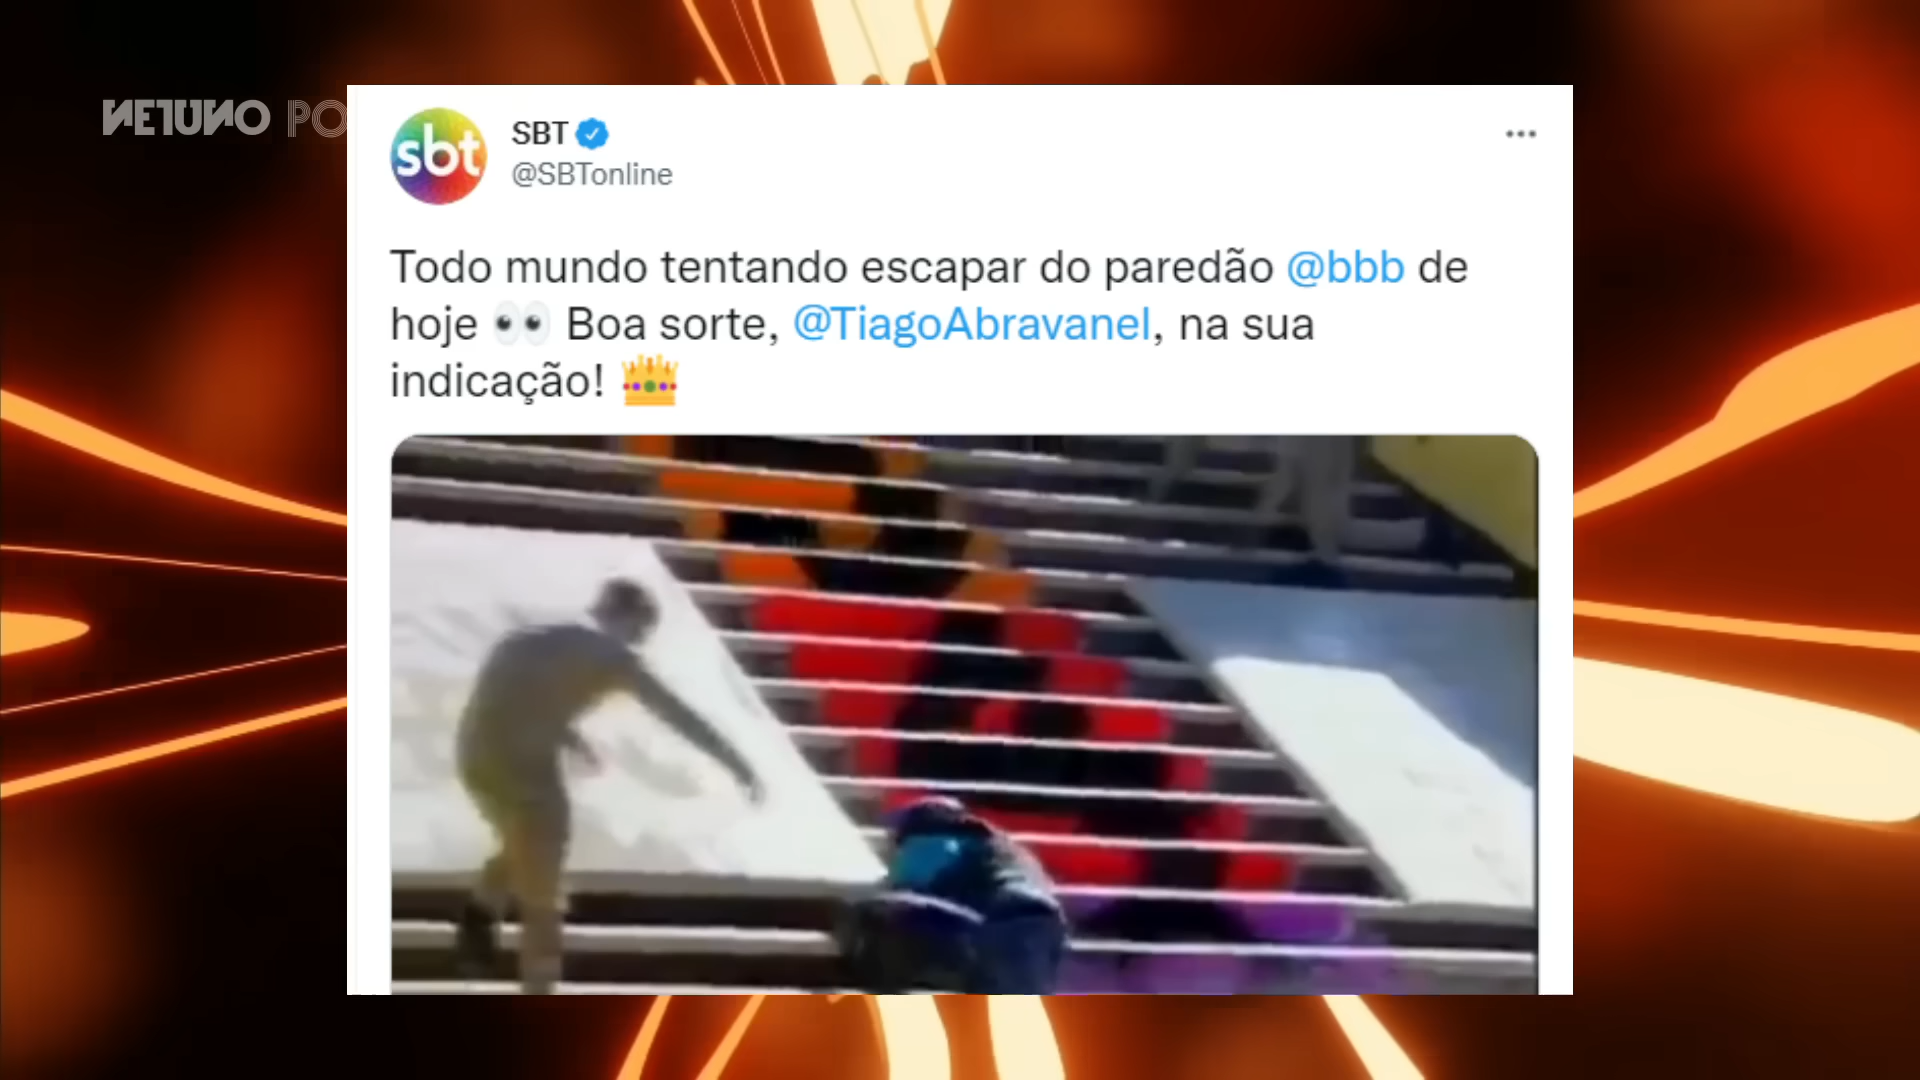 NETUNO PO
sbt
SBT
@SBTonline
Todo mundo tentando escapar do paredão @bbb de
hoje 👀 Boa sorte, @TiagoAbravanel, na sua
indicação! 👑